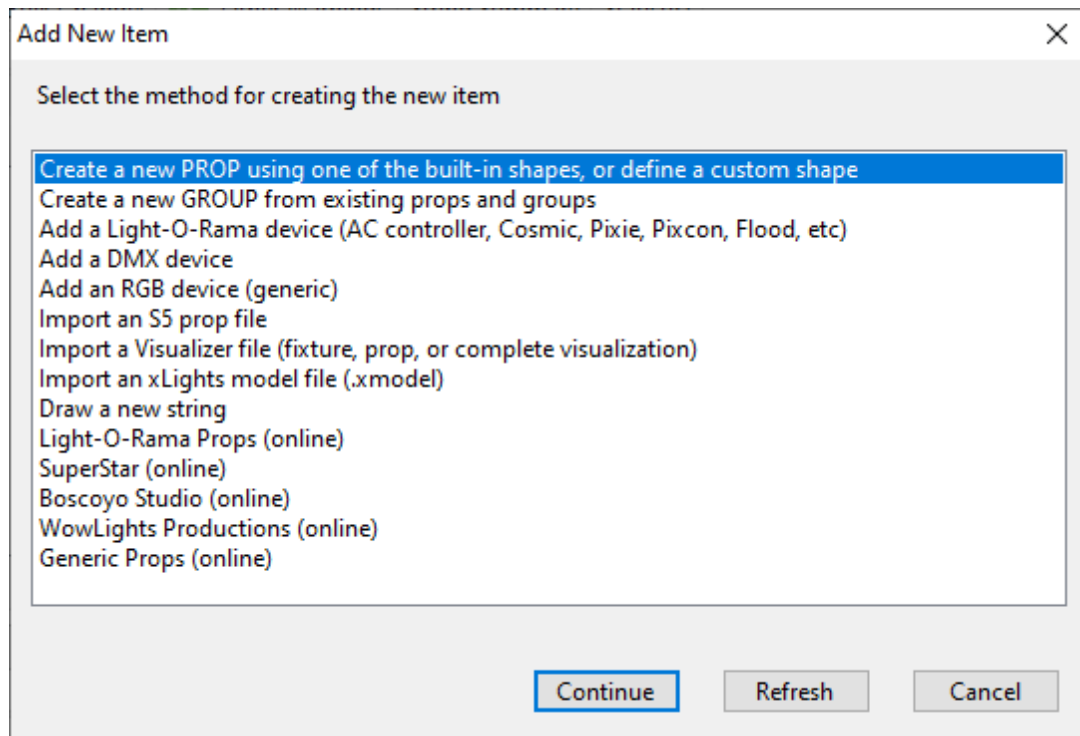 Add New Item
Select the method for creating the new item
Create a new PROP using one of the built-in shapes, or define a custom shape
Create a new GROUP from existing props and groups
Add a Light-O-Rama device (AC controller, Cosmic, Pixie, Pixcon, Flood, etc)
Add a DMX device
Add an RGB device (generic)
Import an S5 prop file
Import a Visualizer file (fixture, prop, or complete visualization)
Import an xLights model file (.xmodel)
Draw a new string
Light-O-Rama Props (online)
SuperStar (online)
Boscoyo Studio (online)
WowLights Productions (online)
Generic Props (online)
Continue Refresh Cancel